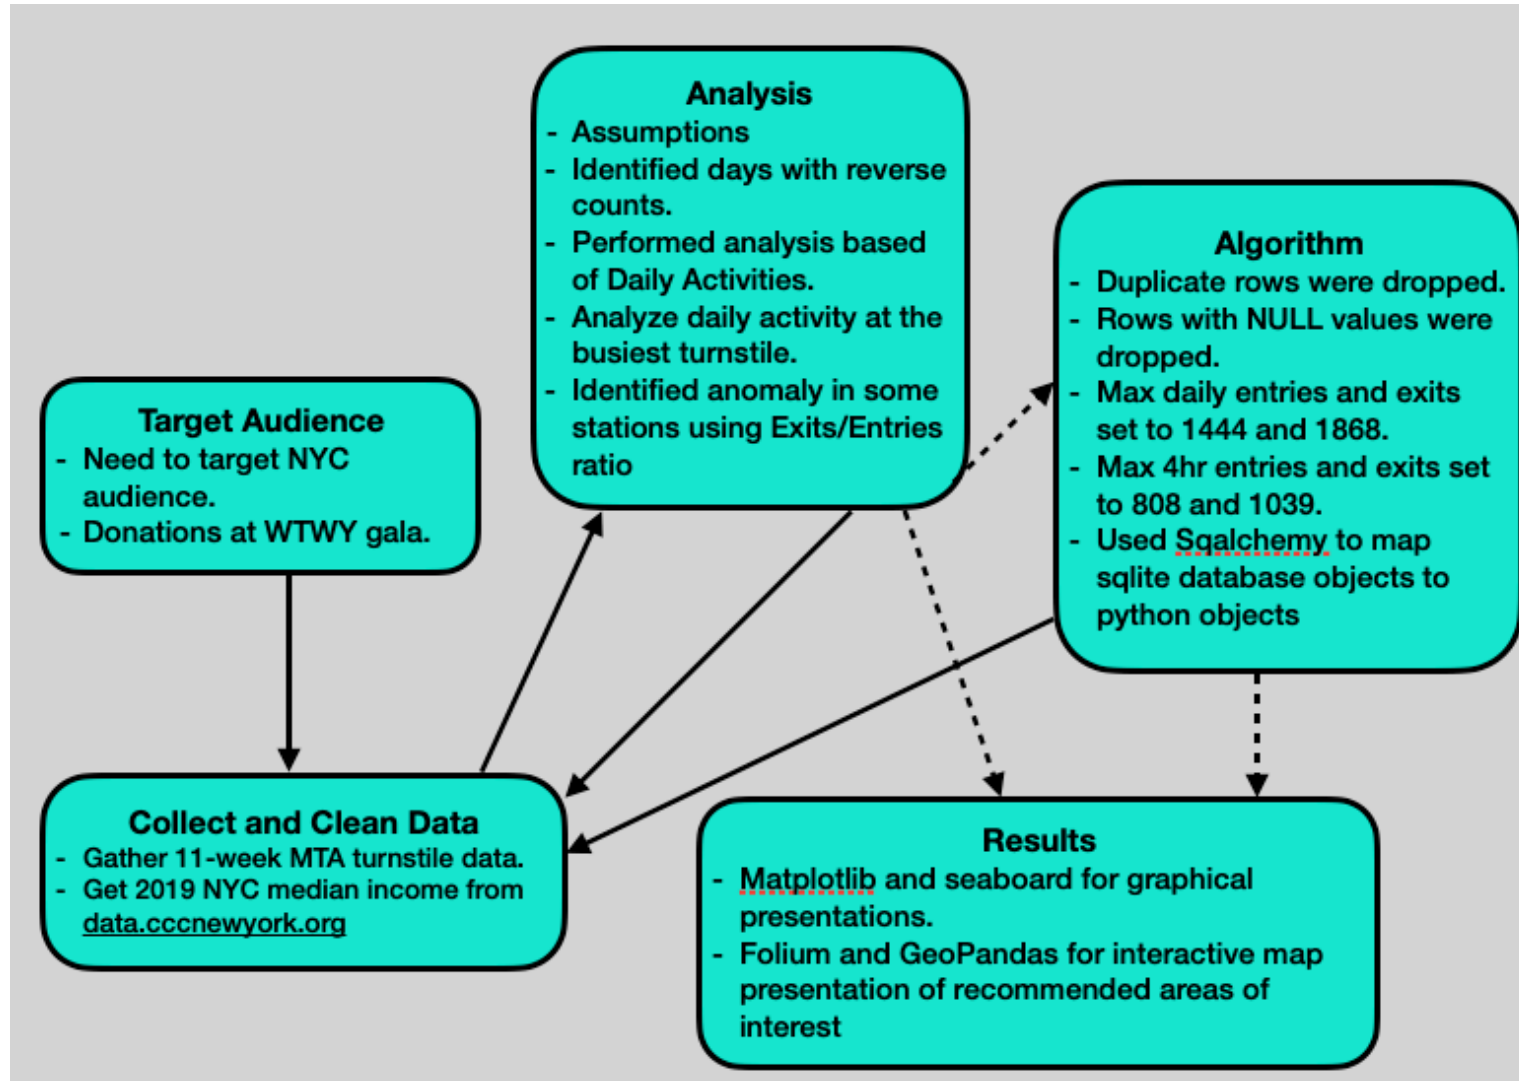 Analysis
- Assumptions
- Identified days with reverse
counts.
- Performed analysis based
of Daily Activities.
- Analyze daily activity at the
busiest turnstile.
- Identified anomaly in some
stations using Exits/Entries
ratio
Algorithm
- Duplicate rows were dropped.
- Rows with NULL values were
dropped.
- Max daily entries and exits
set to 1444 and 1868.
- Max 4hr entries and exits set
to 808 and 1039.
- Used Sqalchemy to map
sqlite database objects to
python objects
Target Audience
- Need to target NYC
audience.
- Donations at WTWY gala.
Collect and Clean Data
- Gather 11-week MTA turnstile data.
- Get 2019 NYC median income from
data.cccnewyork.org
Results
- Matplotlib and seaboard for graphical
presentations.
- Folium and GeoPandas for interactive map
presentation of recommended areas of
interest